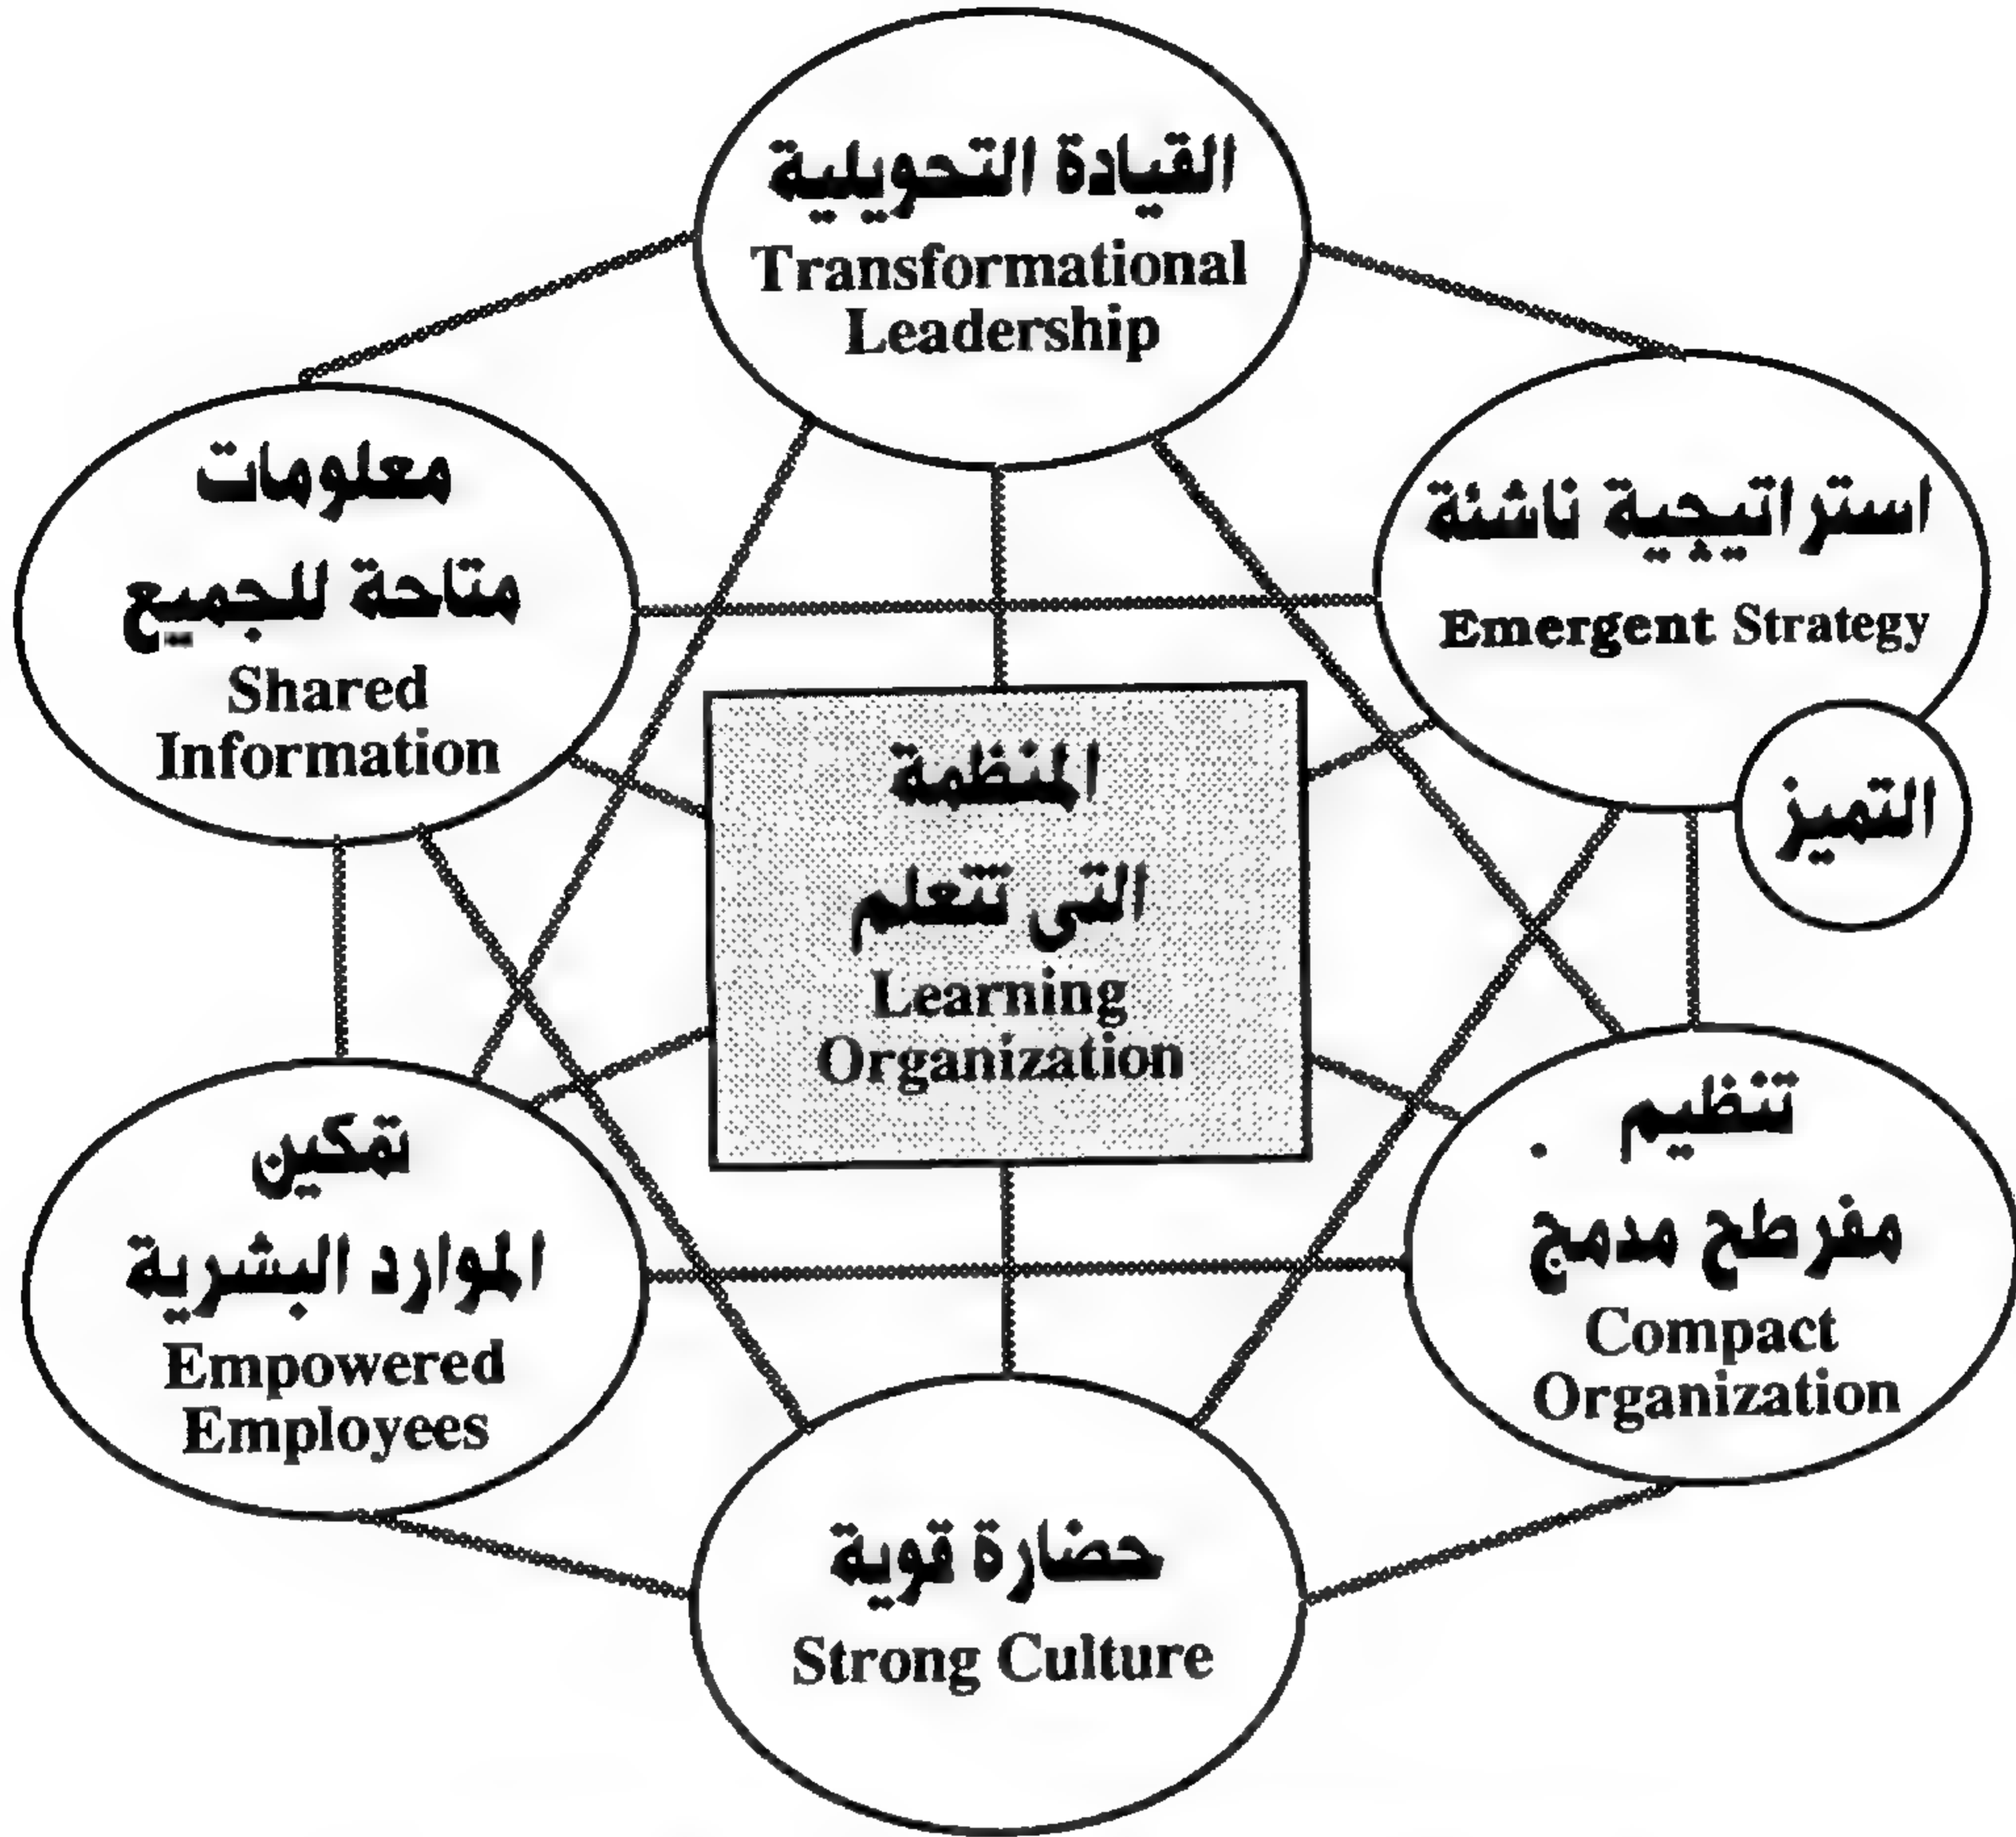 القيادة التحويلية
Transformational
Leadership
استراتيجية ناشئة
Emergent Strategy
التميز
معلومات
متاحة للجميع
Shared
Information
المنظمة
التى تتعلم
Learning
Organization
تنظيم
مفرطح مدمج
Compact
Organization
تمكين
الموارد البشرية
Empowered
Employees
حضارة قوية
Strong Culture